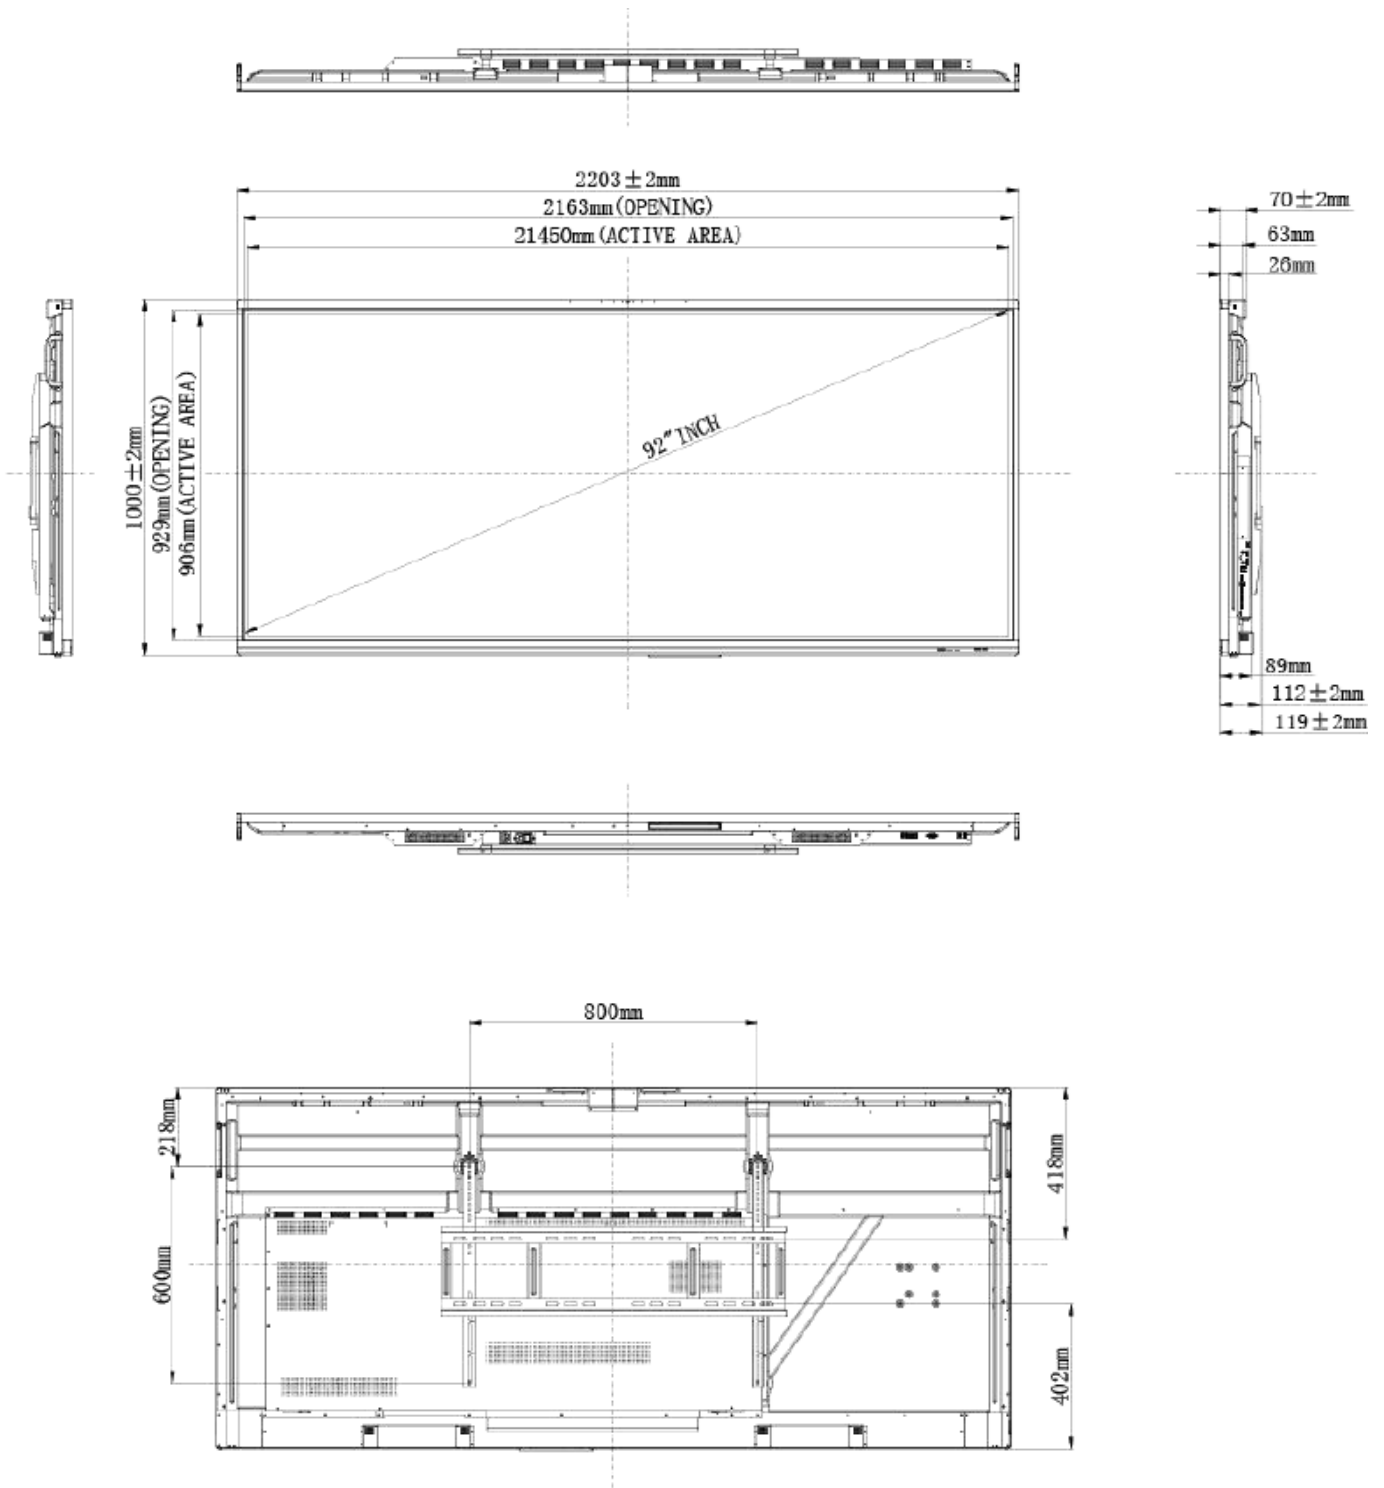 2203±2mm
2163mm(OPENING)
21450mm(ACTIVE AREA)
70±2mm
63mm
26mm
1000±2mm
929mm(OPENING)
906mm(ACTIVE AREA)
92″INCH
89mm
112±2mm
119±2mm
800mm
218mm
418mm
600mm
402mm